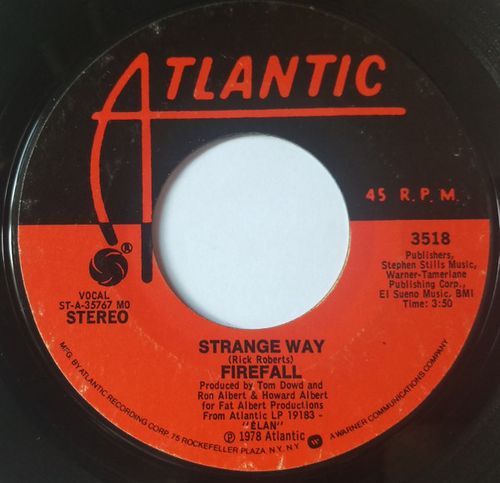 ATLANTIC
45 R.P.M.
®
VOCAL
ST-A-35767 MO
STEREO
3518
Publishers,
Stephen Stills Music,
Warner-Tamerlane
Publishing Corp.,
El Sueno Music, BMI
Time: 3:50
STRANGE WAY
(Rick Roberts)
FIREFALL
Produced by Tom Dowd and
Ron Albert & Howard Albert
for Fat Albert Productions
From Atlantic LP 19183 -
"ÉLAN"
℗ 1978 Atlantic
MFG. BY ATLANTIC RECORDING CORP. 75 ROCKEFELLER PLAZA, N.Y. N.Y. W A WARNER COMMUNICATIONS COMPANY